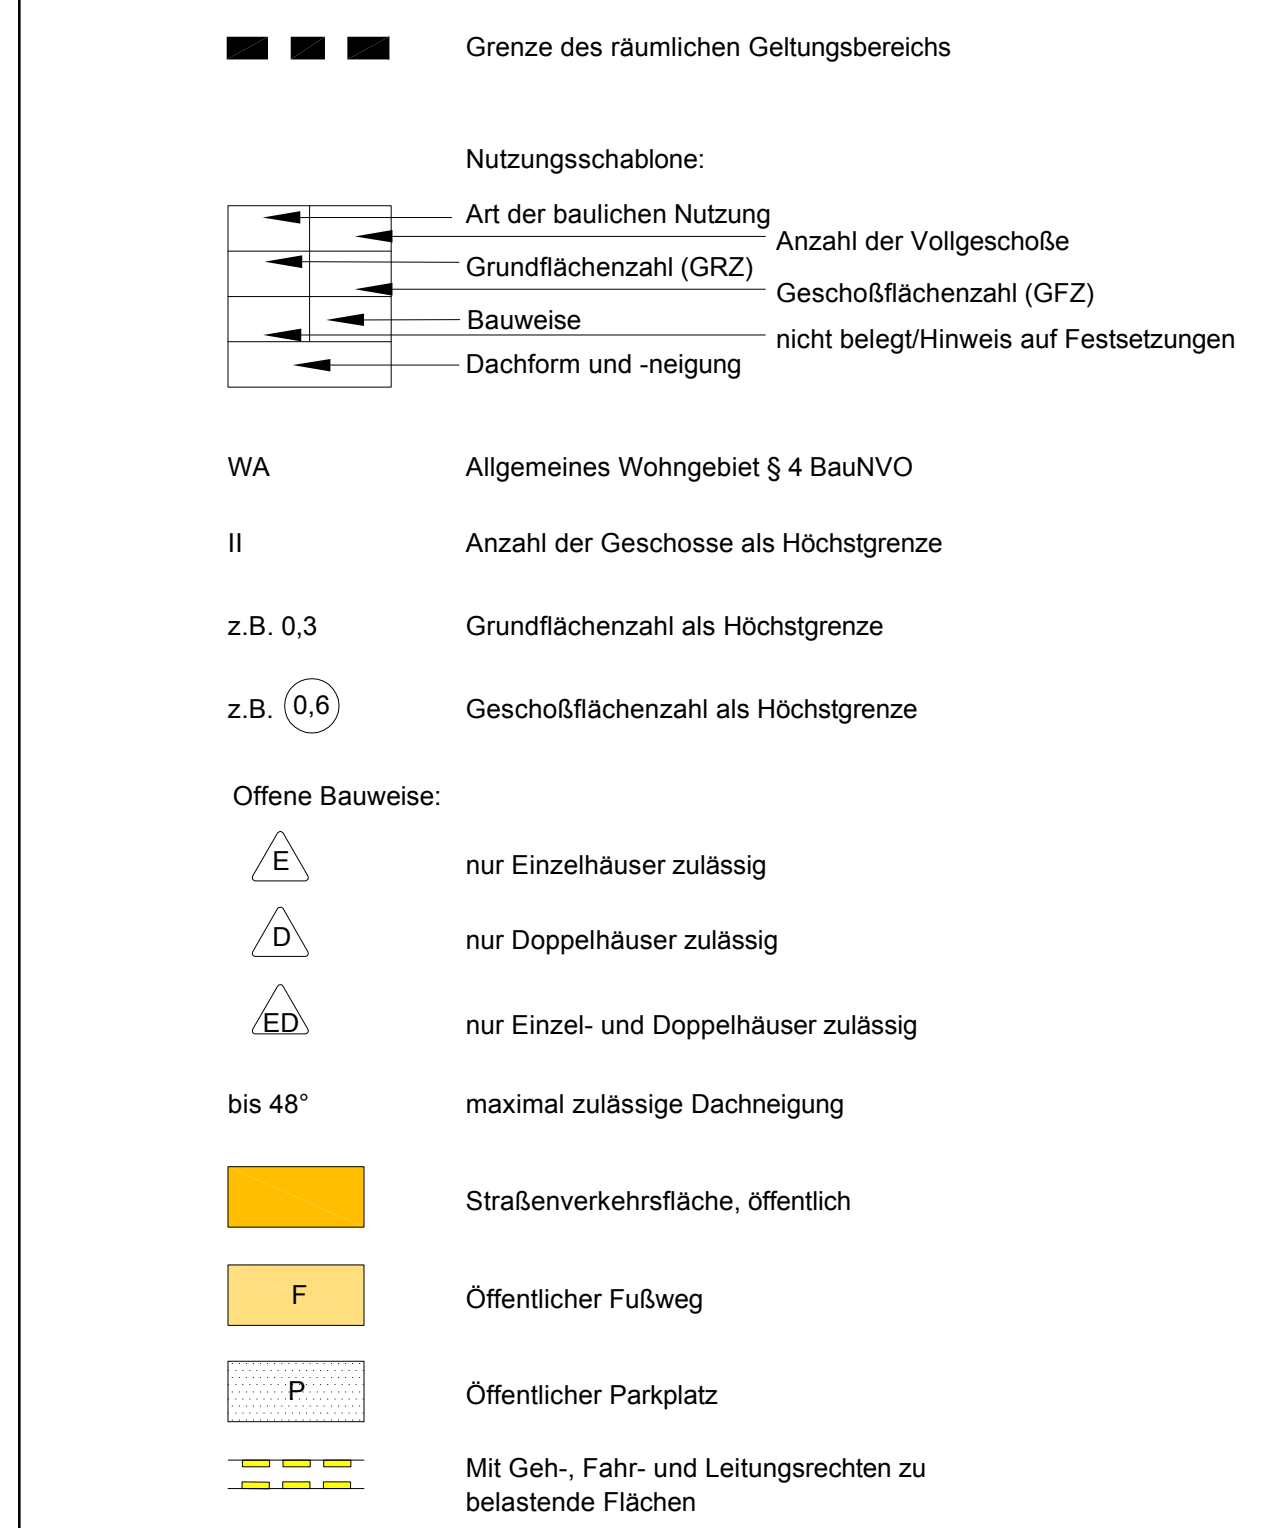 Grenze des räumlichen Geltungsbereichs
Nutzungsschablone:
Art der baulichen Nutzung
Anzahl der Vollgeschoße
Grundflächenzahl (GRZ)
Geschoßflächenzahl (GFZ)
Bauweise
nicht belegt/Hinweis auf Festsetzungen
Dachform und -neigung
WA Allgemeines Wohngebiet § 4 BauNVO
II Anzahl der Geschosse als Höchstgrenze
z.B. 0,3 Grundflächenzahl als Höchstgrenze
z.B. 0,6 Geschoßflächenzahl als Höchstgrenze
Offene Bauweise:
E nur Einzelhäuser zulässig
D nur Doppelhäuser zulässig
ED nur Einzel- und Doppelhäuser zulässig
bis 48° maximal zulässige Dachneigung
Straßenverkehrsfläche, öffentlich
F Öffentlicher Fußweg
P Öffentlicher Parkplatz
Mit Geh-, Fahr- und Leitungsrechten zu
belastende Flächen